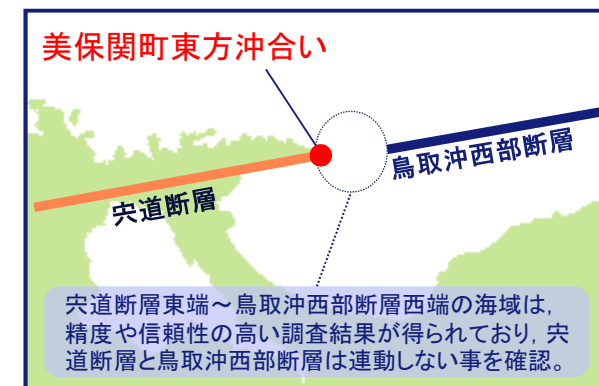 美保関町東方沖合い
鳥取沖西部断層
宍道断層
宍道断層東端～鳥取沖西部断層西端の海域は，
精度や信頼性の高い調査結果が得られており，宍
道断層と鳥取沖西部断層は連動しない事を確認。